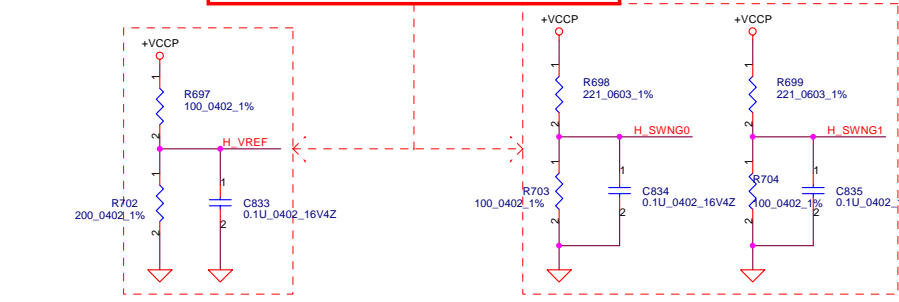 +VCCP
1
R697
100_0402_1%
2
H_VREF
1
R702
200_0402_1%
2
1
C833
0.1U_0402_16V4Z
2
+VCCP
1
R698
221_0603_1%
2
H_SWNG0
1
R703
100_0402_1%
2
1
C834
0.1U_0402_16V4Z
2
+VCCP
1
R699
221_0603_1%
2
H_SWNG1
1
R704
100_0402_1%
2
1
C835
0.1U_0402_
2